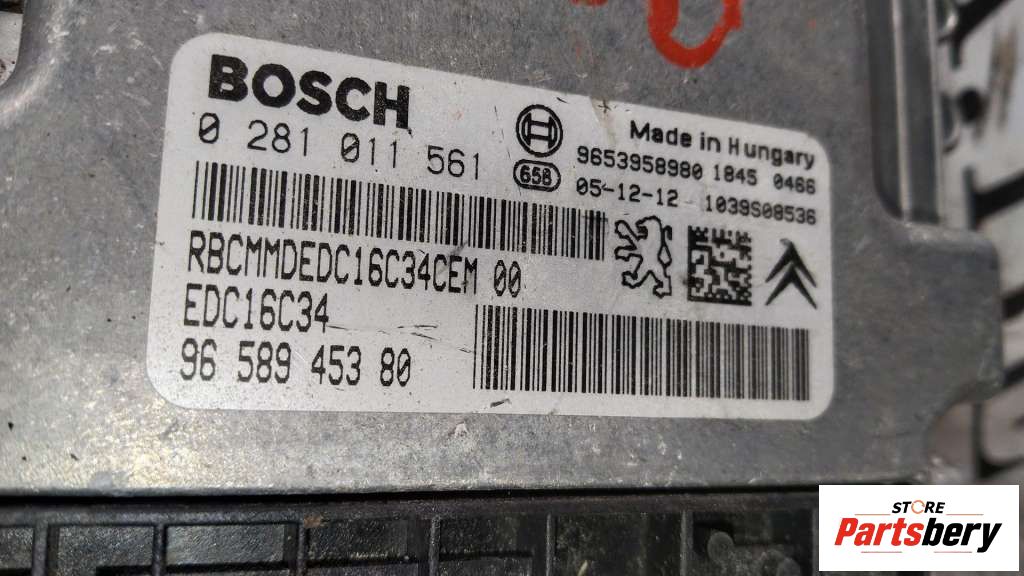 BOSCH
0 281 011 561
658
Made in Hungary
9653958980 1845 0466
05-12-12 1039S08536
RBCMMDEDC16C34CEM 00
EDC16C34
96 589 453 80
STORE
Partsbery